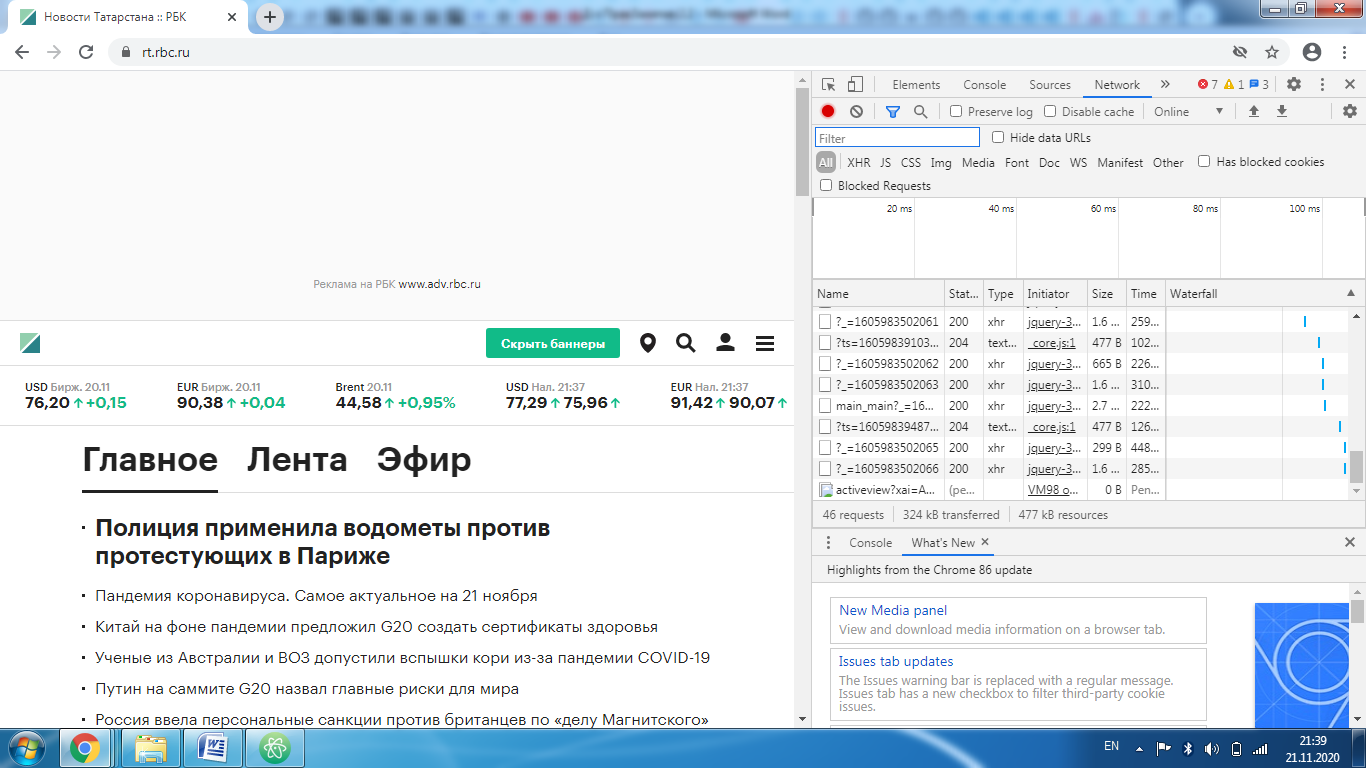 Новости Татарстана :: РБК
rt.rbc.ru
Реклама на РБК www.adv.rbc.ru
Скрыть баннеры
USD Бирж. 20.11 EUR Бирж. 20.11 Brent 20.11 USD Нал. 21:37 EUR Нал. 21:37
76,20 +0,15 90,38 +0,04 44,58 +0,95% 77,29 75,96 91,42 90,07
Главное Лента Эфир
Полиция применила водометы против
протестующих в Париже
Пандемия коронавируса. Самое актуальное на 21 ноября
Китай на фоне пандемии предложил G20 создать сертификаты здоровья
Ученые из Австралии и ВОЗ допустили вспышки кори из-за пандемии COVID-19
Путин на саммите G20 назвал главные риски для мира
Россия ввела персональные санкции против британцев по «делу Магнитского»
Elements Console Sources Network » 7 1 3
Preserve log Disable cache Online
Filter Hide data URLs
All XHR JS CSS Img Media Font Doc WS Manifest Other Has blocked cookies
Blocked Requests
20 ms 40 ms 60 ms 80 ms 100 ms
Name Stat... Type Initiator Size Time Waterfall
?_=1605983502061 200 xhr jquery-3... 1.6 ... 259...
?ts=16059839103... 204 text... _core.js:1 477 B 102...
?_=1605983502062 200 xhr jquery-3... 665 B 226...
?_=1605983502063 200 xhr jquery-3... 1.6 ... 310...
main_main?_=16... 200 xhr jquery-3... 2.7 ... 222...
?ts=16059839487... 204 text... _core.js:1 477 B 126...
?_=1605983502065 200 xhr jquery-3... 299 B 448...
?_=1605983502066 200 xhr jquery-3... 1.6 ... 285...
activeview?xai=A... (pe... VM98 o... 0 B Pen...
46 requests 324 kB transferred 477 kB resources
Console What's New
Highlights from the Chrome 86 update
New Media panel
View and download media information on a browser tab.
Issues tab updates
The Issues warning bar is replaced with a regular message.
Issues tab has a new checkbox to filter third-party cookie
issues.
EN
21:39
21.11.2020